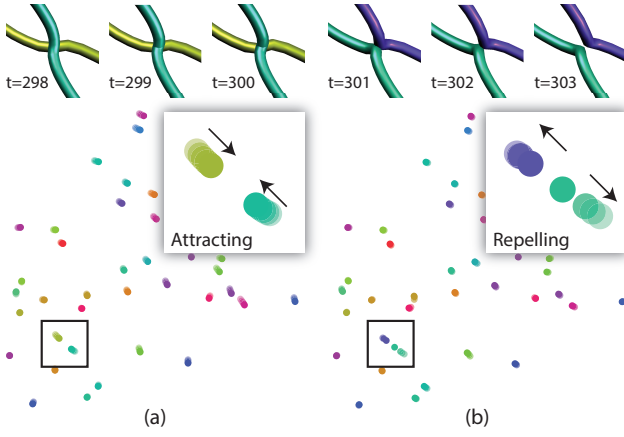 t=298
t=299
t=300
t=301
t=302
t=303
Attracting
Repelling
(a)
(b)